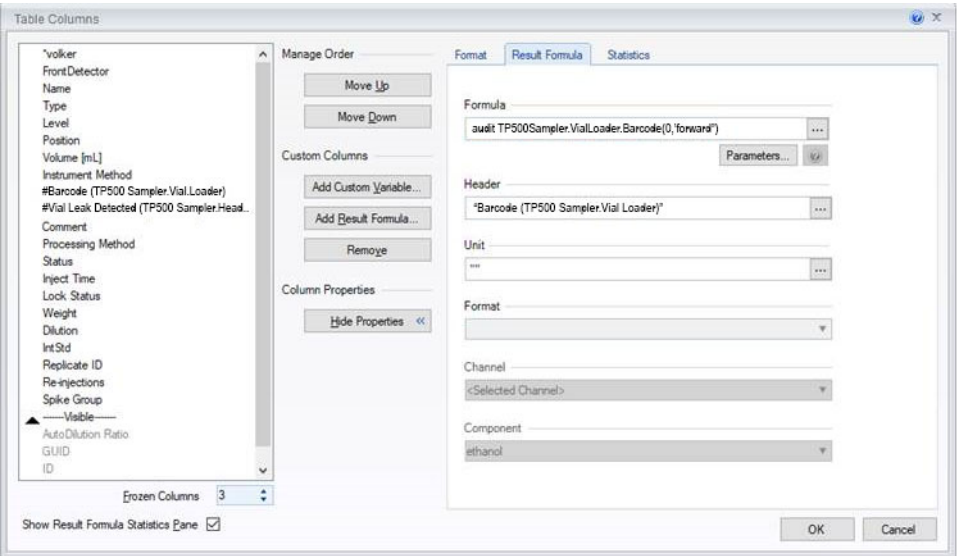 Table Columns
*volker
FrontDetector
Name
Type
Level
Position
Volume [mL]
Instrument Method
#Barcode (TP500 Sampler.Vial.Loader)
#Vial Leak Detected (TP500 Sampler.Head..
Comment
Processing Method
Status
Inject Time
Lock Status
Weight
Dilution
IntStd
Replicate ID
Re-injections
Spike Group
------Visible------
AutoDilution Ratio
GUID
ID
Frozen Columns 3
Show Result Formula Statistics Pane
Manage Order
Move Up
Move Down
Custom Columns
Add Custom Variable...
Add Result Formula...
Remove
Column Properties
Hide Properties «
Format Result Formula Statistics
Formula
audit TP500Sampler.VialLoader.Barcode(0,'forward")
...
Parameters...
Header
"Barcode (TP500 Sampler.Vial Loader)"
...
Unit
""
...
Format
Channel
<Selected Channel>
Component
ethanol
OK Cancel